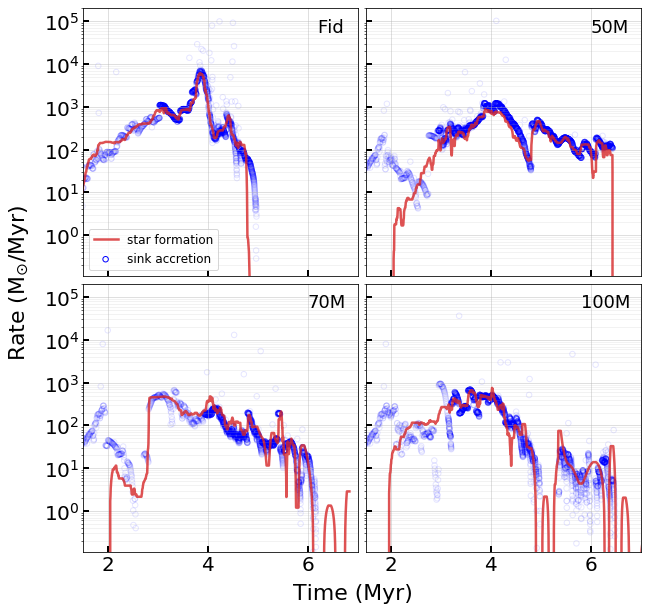 Fid
50M
10⁵
10⁴
10³
10²
10¹
10⁰
star formation
sink accretion
70M
100M
10⁵
10⁴
10³
10²
10¹
10⁰
2 4 6 2 4 6
Rate (M⊙/Myr)
Time (Myr)